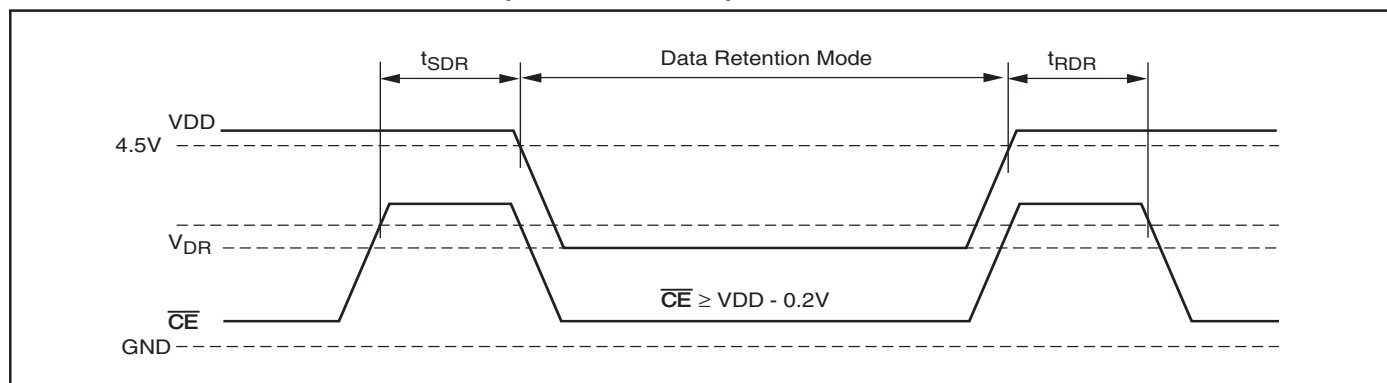 tSDR Data Retention Mode tRDR
VDD
4.5V
VDR
CE ≥ VDD - 0.2V
CE
GND